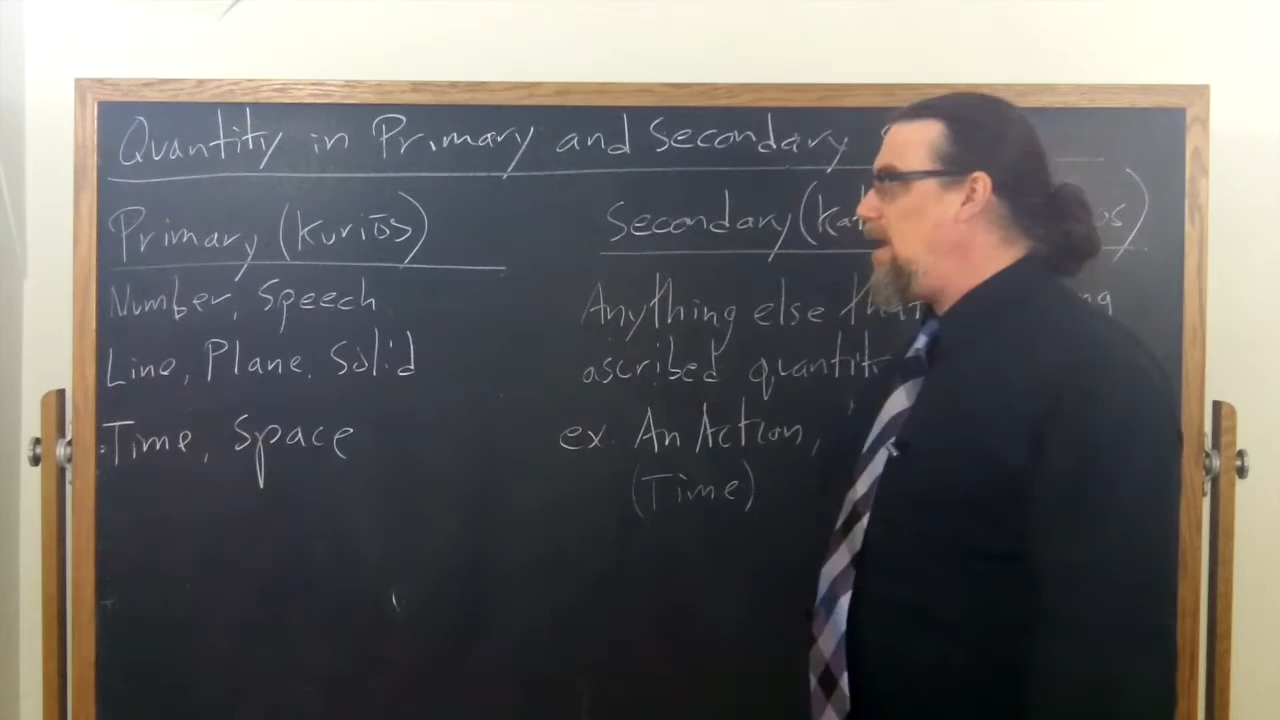 Quantity in Primary and Secondary
Primary (Kuriōs)
Number, Speech
Line, Plane, Solid
Time, Space
Secondary
Anything else that
ascribed
ex. An Action,
(Time)